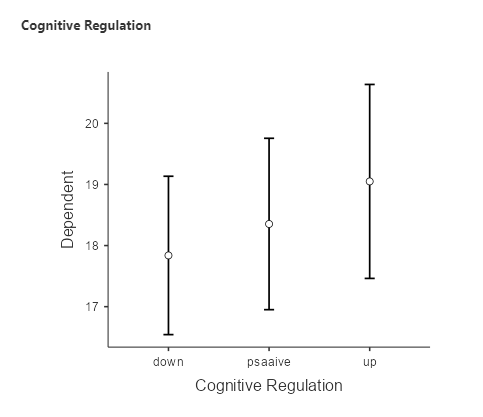 Cognitive Regulation
20
19
18
17
Dependent
down psaaive up
Cognitive Regulation